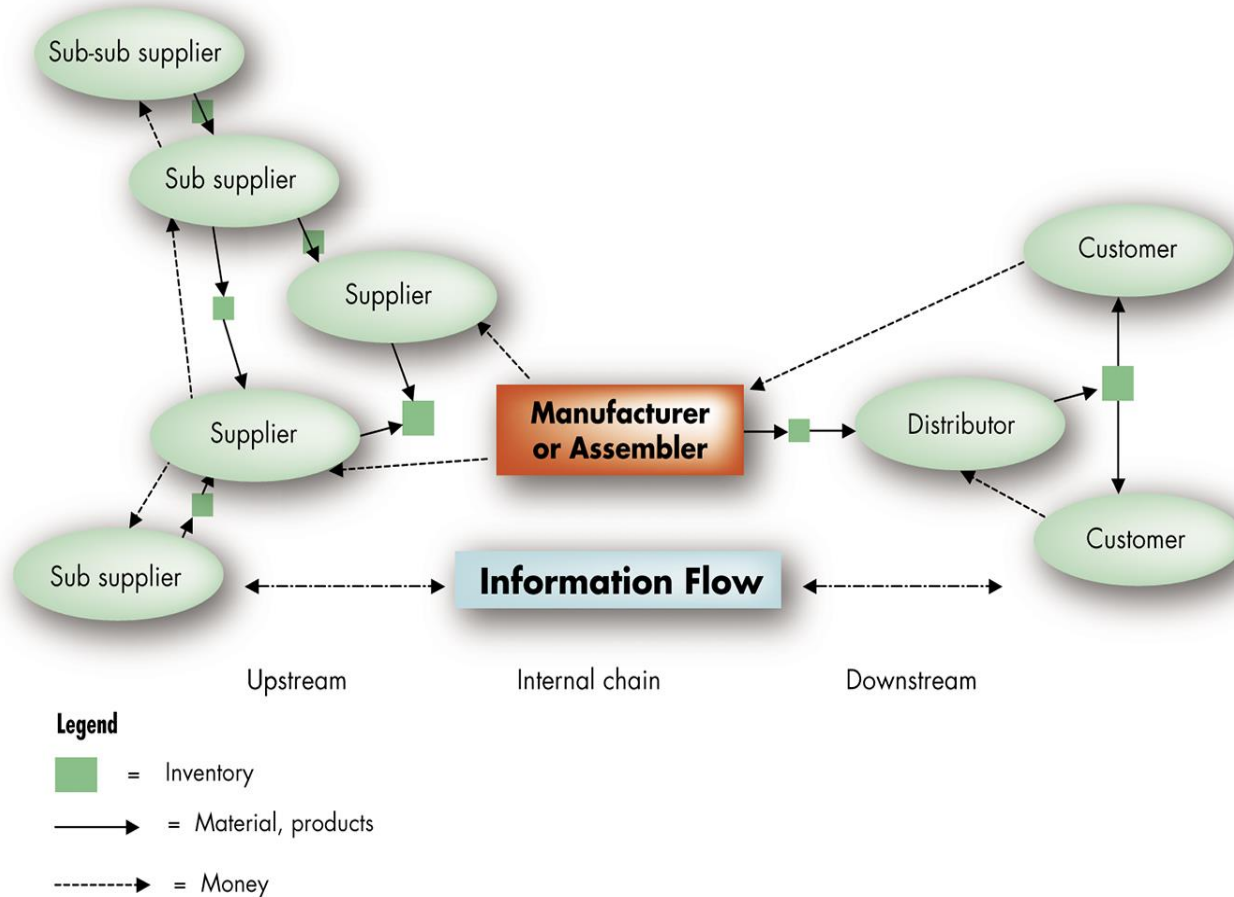 Sub-sub supplier
Sub supplier
Supplier
Customer
Supplier
Manufacturer
or Assembler
Distributor
Sub supplier
Information Flow
Customer
Upstream
Internal chain
Downstream
Legend
= Inventory
= Material, products
= Money